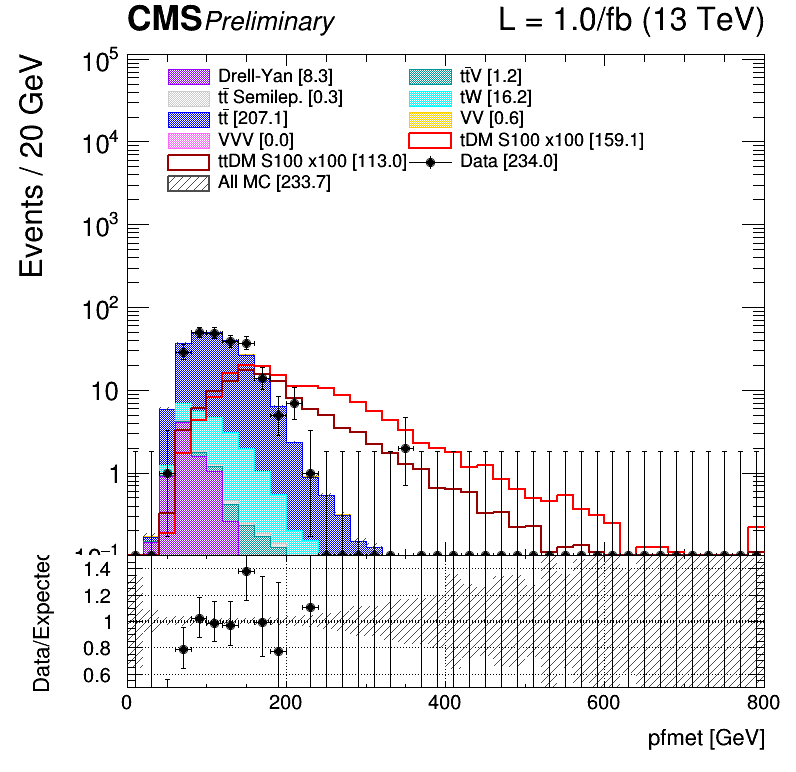 CMS Preliminary L = 1.0/fb (13 TeV)
Events / 20 GeV
10⁵
10⁴
10³
10²
10
1
10⁻¹
Drell-Yan [8.3]
tt̄ Semilep. [0.3]
tt̄ [207.1]
VVV [0.0]
ttDM S100 x100 [113.0]
All MC [233.7]
tt̄V [1.2]
tW [16.2]
VV [0.6]
tDM S100 x100 [159.1]
Data [234.0]
Data/Expected
1.4
1.2
1
0.8
0.6
0 200 400 600 800
pfmet [GeV]